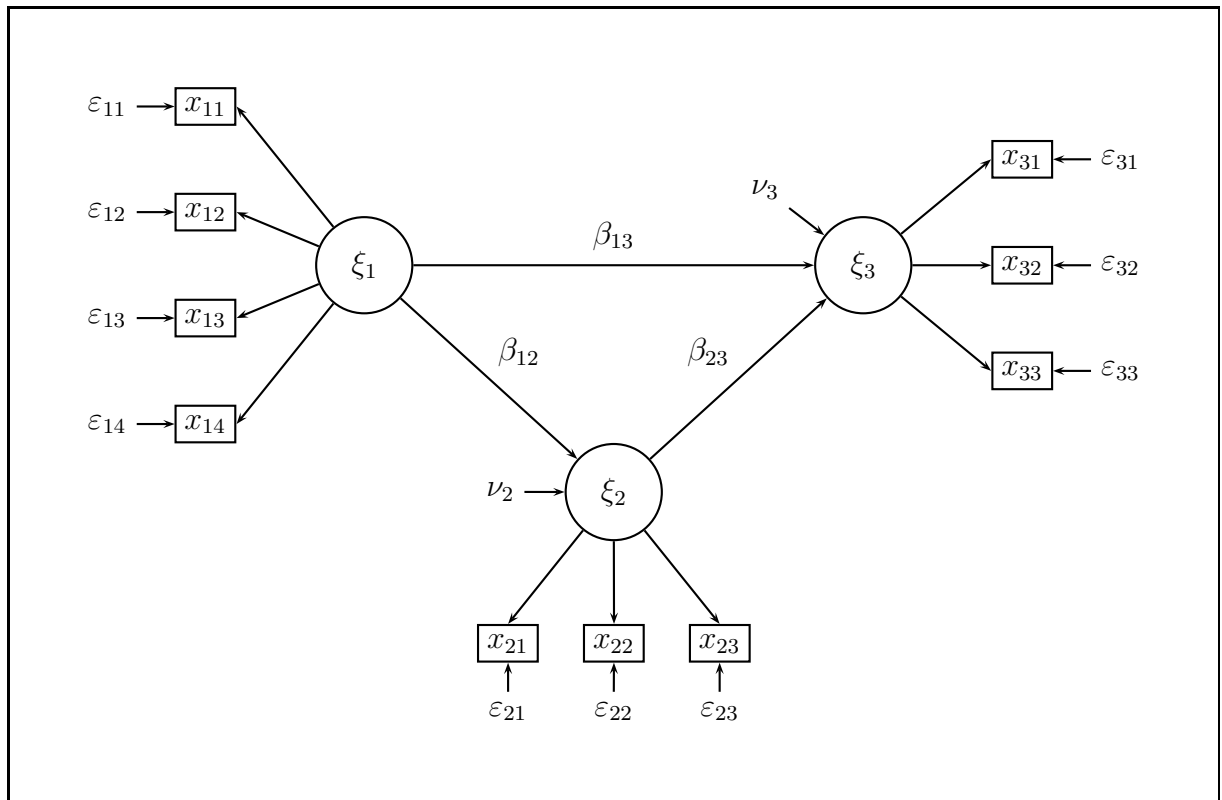 ε₁₁ x₁₁
x₃₁ ε₃₁
ν₃
ε₁₂ x₁₂
β₁₃
ξ₁ ξ₃ x₃₂ ε₃₂
ε₁₃ x₁₃
β₁₂ β₂₃
x₃₃ ε₃₃
ε₁₄ x₁₄
ν₂ ξ₂
x₂₁ x₂₂ x₂₃
ε₂₁ ε₂₂ ε₂₃